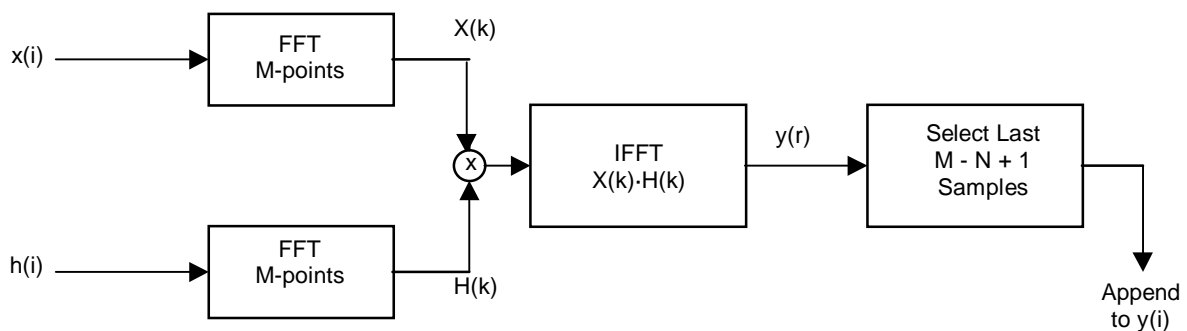 x(i)
FFT
M-points
X(k)
x
h(i)
FFT
M-points
H(k)
IFFT
X(k)·H(k)
y(r)
Select Last
M - N + 1
Samples
Append
to y(i)